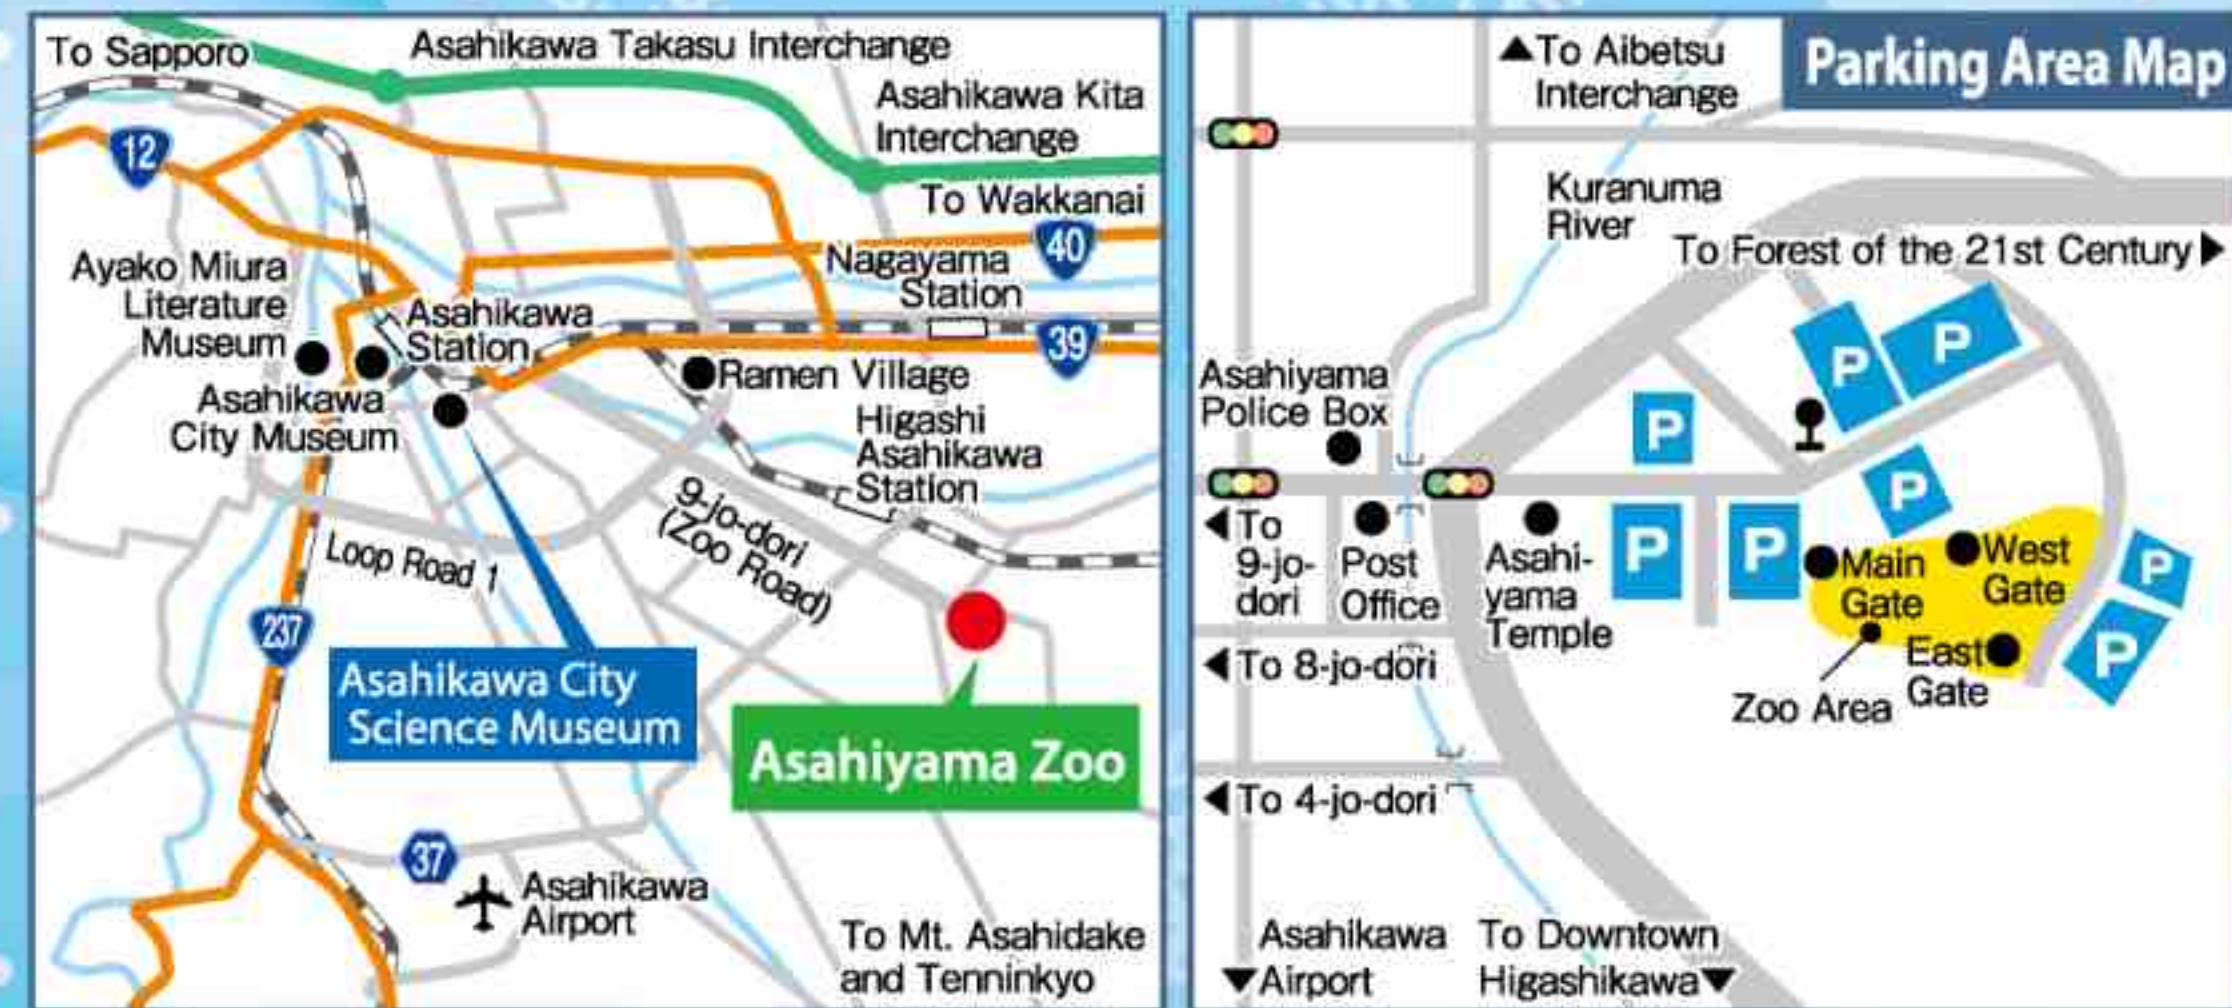 To Sapporo
Asahikawa Takasu Interchange
Asahikawa Kita
Interchange
12
To Wakkanai
40
Nagayama
Station
39
Ayako Miura
Literature
Museum
Asahikawa
Station
Asahikawa
City Museum
Ramen Village
Higashi
Asahikawa
Station
9-jo-dori
(Zoo Road)
Loop Road 1
237
Asahikawa City
Science Museum
Asahiyama Zoo
37
Asahikawa
Airport
To Mt. Asahidake
and Tenninkyo
Parking Area Map
▲To Aibetsu
Interchange
Kuranuma
River
To Forest of the 21st Century▶
Asahiyama
Police Box
P
P
P
P
P
P
P
P
◀To
9-jo-
dori
Post
Office
Asahi-
yama
Temple
Main
Gate
West
Gate
East
Gate
Zoo Area
◀To 8-jo-dori
◀To 4-jo-dori
Asahikawa
▼Airport
To Downtown
Higashikawa▼